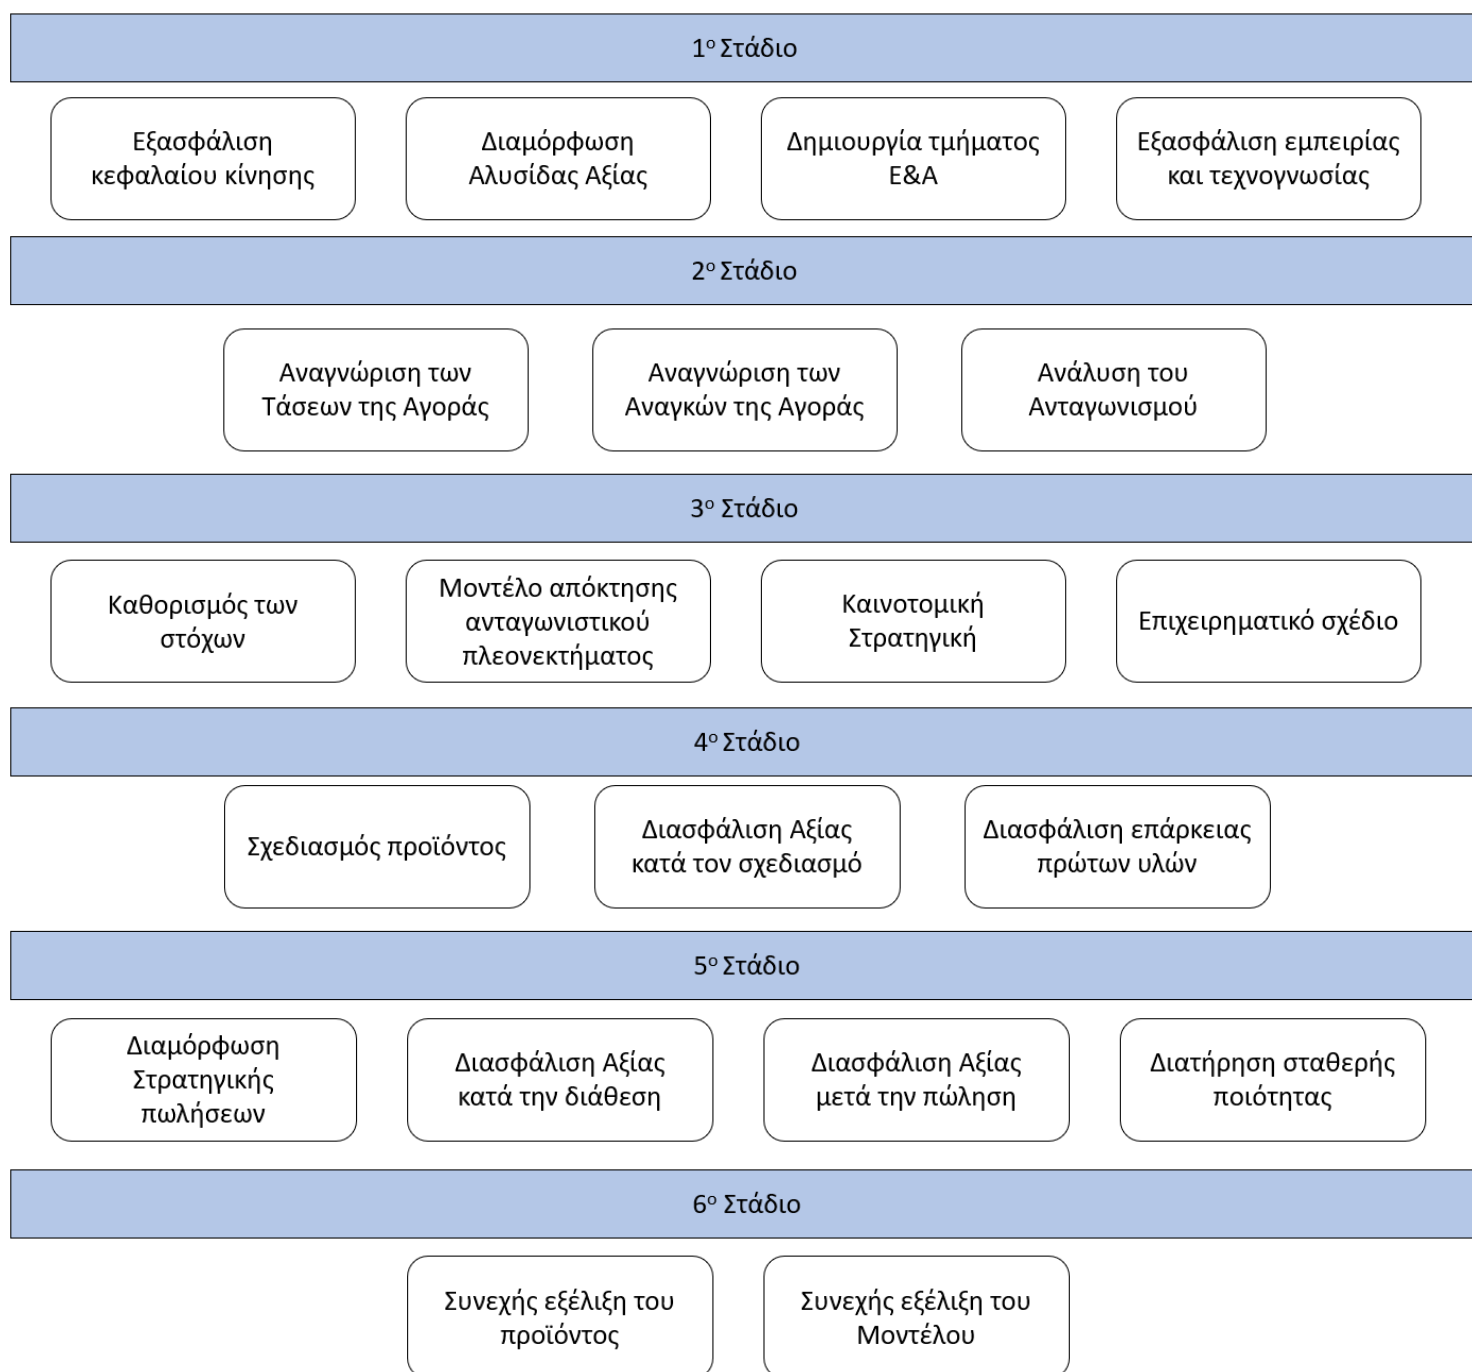 1ο Στάδιο
Εξασφάλιση
κεφαλαίου κίνησης
Διαμόρφωση
Αλυσίδας Αξίας
Δημιουργία τμήματος
Ε&Α
Εξασφάλιση εμπειρίας
και τεχνογνωσίας
2ο Στάδιο
Αναγνώριση των
Τάσεων της Αγοράς
Αναγνώριση των
Αναγκών της Αγοράς
Ανάλυση του
Ανταγωνισμού
3ο Στάδιο
Καθορισμός των
στόχων
Μοντέλο απόκτησης
ανταγωνιστικού
πλεονεκτήματος
Καινοτομική
Στρατηγική
Επιχειρηματικό σχέδιο
4ο Στάδιο
Σχεδιασμός προϊόντος
Διασφάλιση Αξίας
κατά τον σχεδιασμό
Διασφάλιση επάρκειας
πρώτων υλών
5ο Στάδιο
Διαμόρφωση
Στρατηγικής
πωλήσεων
Διασφάλιση Αξίας
κατά την διάθεση
Διασφάλιση Αξίας
μετά την πώληση
Διατήρηση σταθερής
ποιότητας
6ο Στάδιο
Συνεχής εξέλιξη του
προϊόντος
Συνεχής εξέλιξη του
Μοντέλου